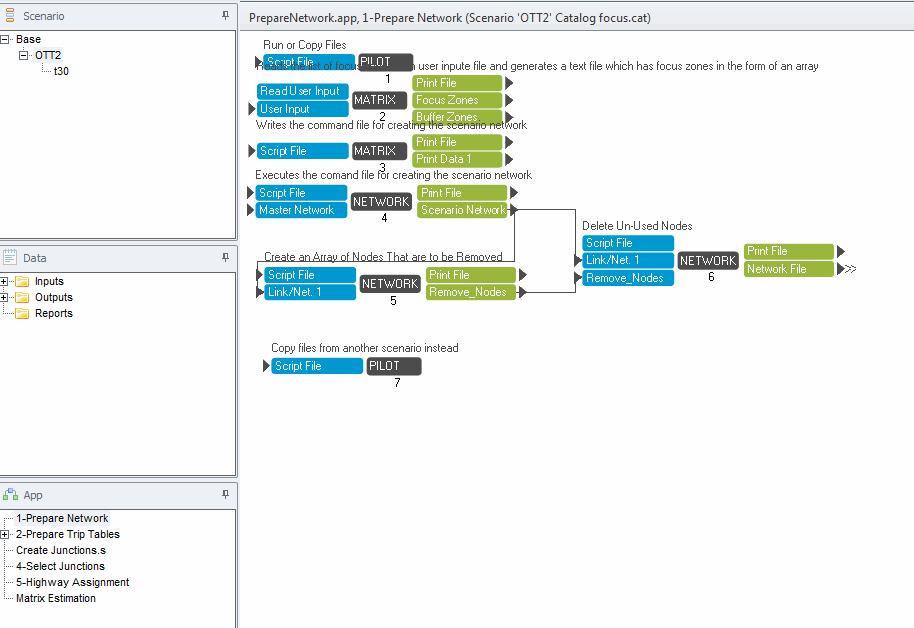 Scenario
Base
OTT2
t30
Data
Inputs
Outputs
Reports
App
1-Prepare Network
2-Prepare Trip Tables
Create Junctions.s
4-Select Junctions
5-Highway Assignment
Matrix Estimation
PrepareNetwork.app, 1-Prepare Network (Scenario 'OTT2' Catalog focus.cat)
Run or Copy Files
Script File PILOT
1
of focus user inpute file and generates a text file which has focus zones in the form of an array
Read User Input
User Input
MATRIX
2
Print File
Focus Zones
Buffer Zones
Writes the command file for creating the scenario network
Script File MATRIX
3
Print File
Print Data 1
Executes the comand file for creating the scenario network
Script File
Master Network
NETWORK
4
Print File
Scenario Network
Create an Array of Nodes That are to be Removed
Script File
Link/Net. 1
NETWORK
5
Print File
Remove_Nodes
Delete Un-Used Nodes
Script File
Link/Net. 1
Remove_Nodes
NETWORK
6
Print File
Network File
Copy files from another scenario instead
Script File PILOT
7